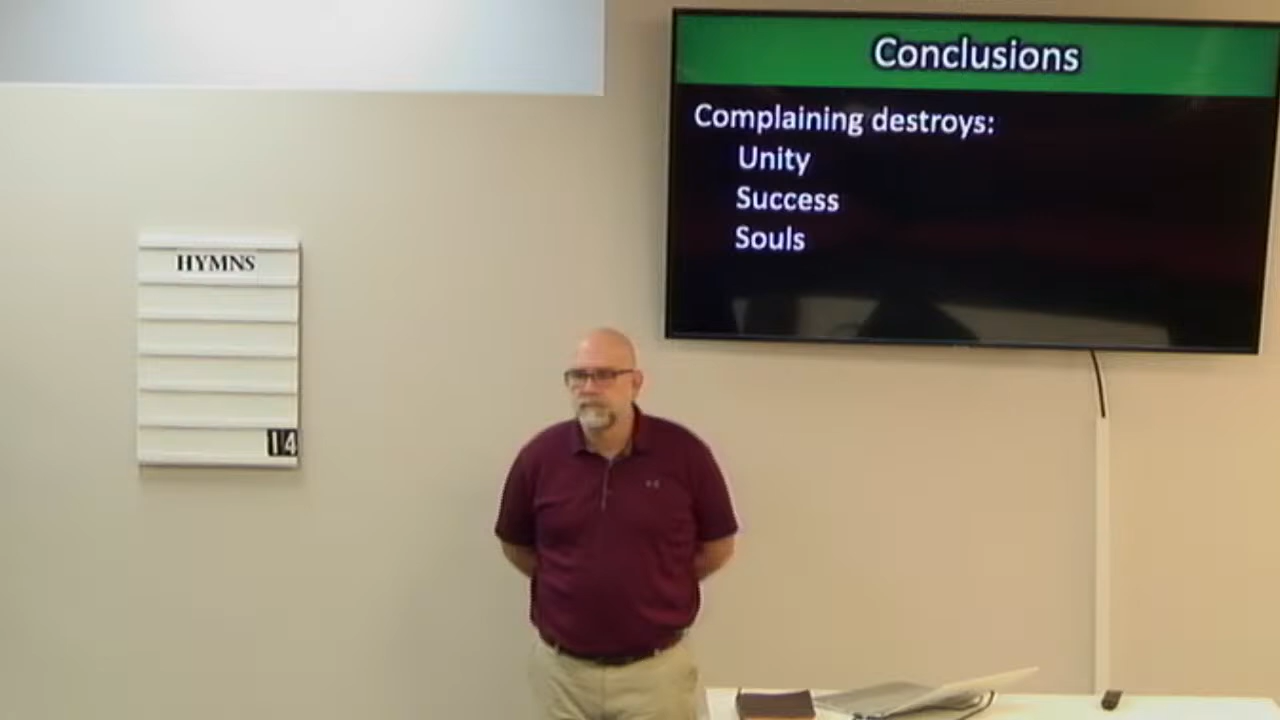 Conclusions
Complaining destroys:
Unity
Success
Souls
HYMNS
14